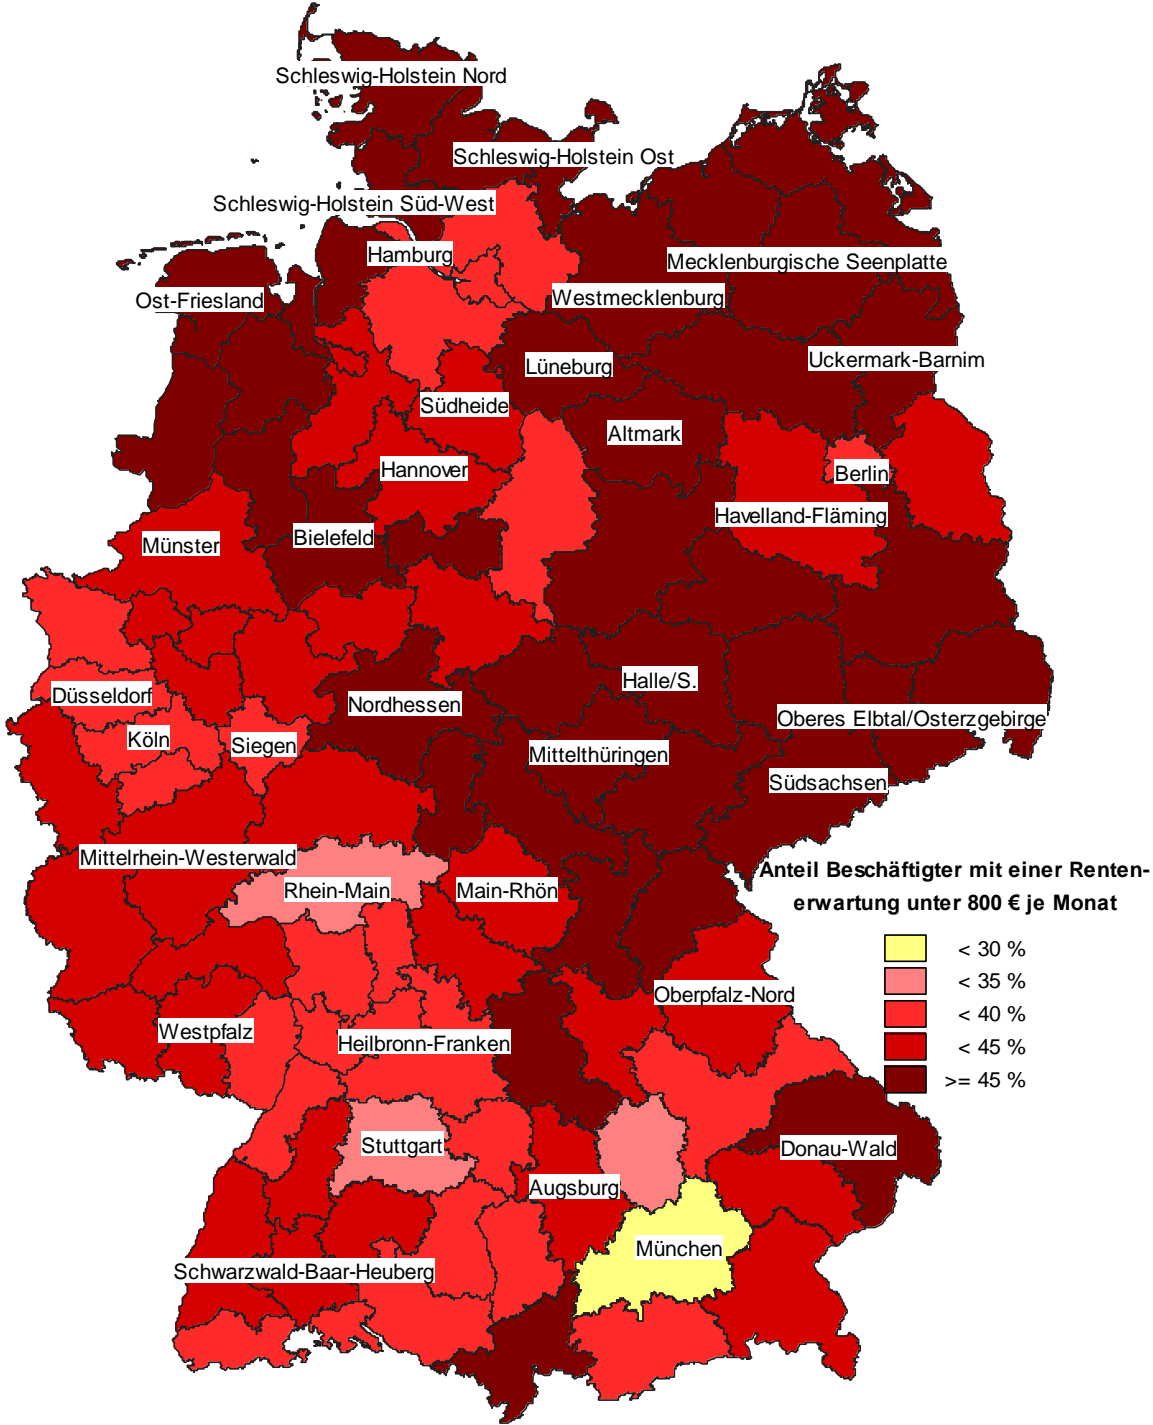 Schleswig-Holstein Nord
Schleswig-Holstein Ost
Schleswig-Holstein Süd-West
Hamburg
Mecklenburgische Seenplatte
Ost-Friesland
Westmecklenburg
Lüneburg
Uckermark-Barnim
Südheide
Altmark
Hannover
Berlin
Havelland-Fläming
Bielefeld
Münster
Halle/S.
Düsseldorf
Nordhessen
Oberes Elbtal/Osterzgebirge
Köln
Siegen
Mittelthüringen
Südsachsen
Mittelrhein-Westerwald
Rhein-Main
Main-Rhön
Anteil Beschäftigter mit einer Renten-
erwartung unter 800 € je Monat
< 30 %
< 35 %
< 40 %
< 45 %
>= 45 %
Oberpfalz-Nord
Westpfalz
Heilbronn-Franken
Stuttgart
Donau-Wald
Augsburg
München
Schwarzwald-Baar-Heuberg